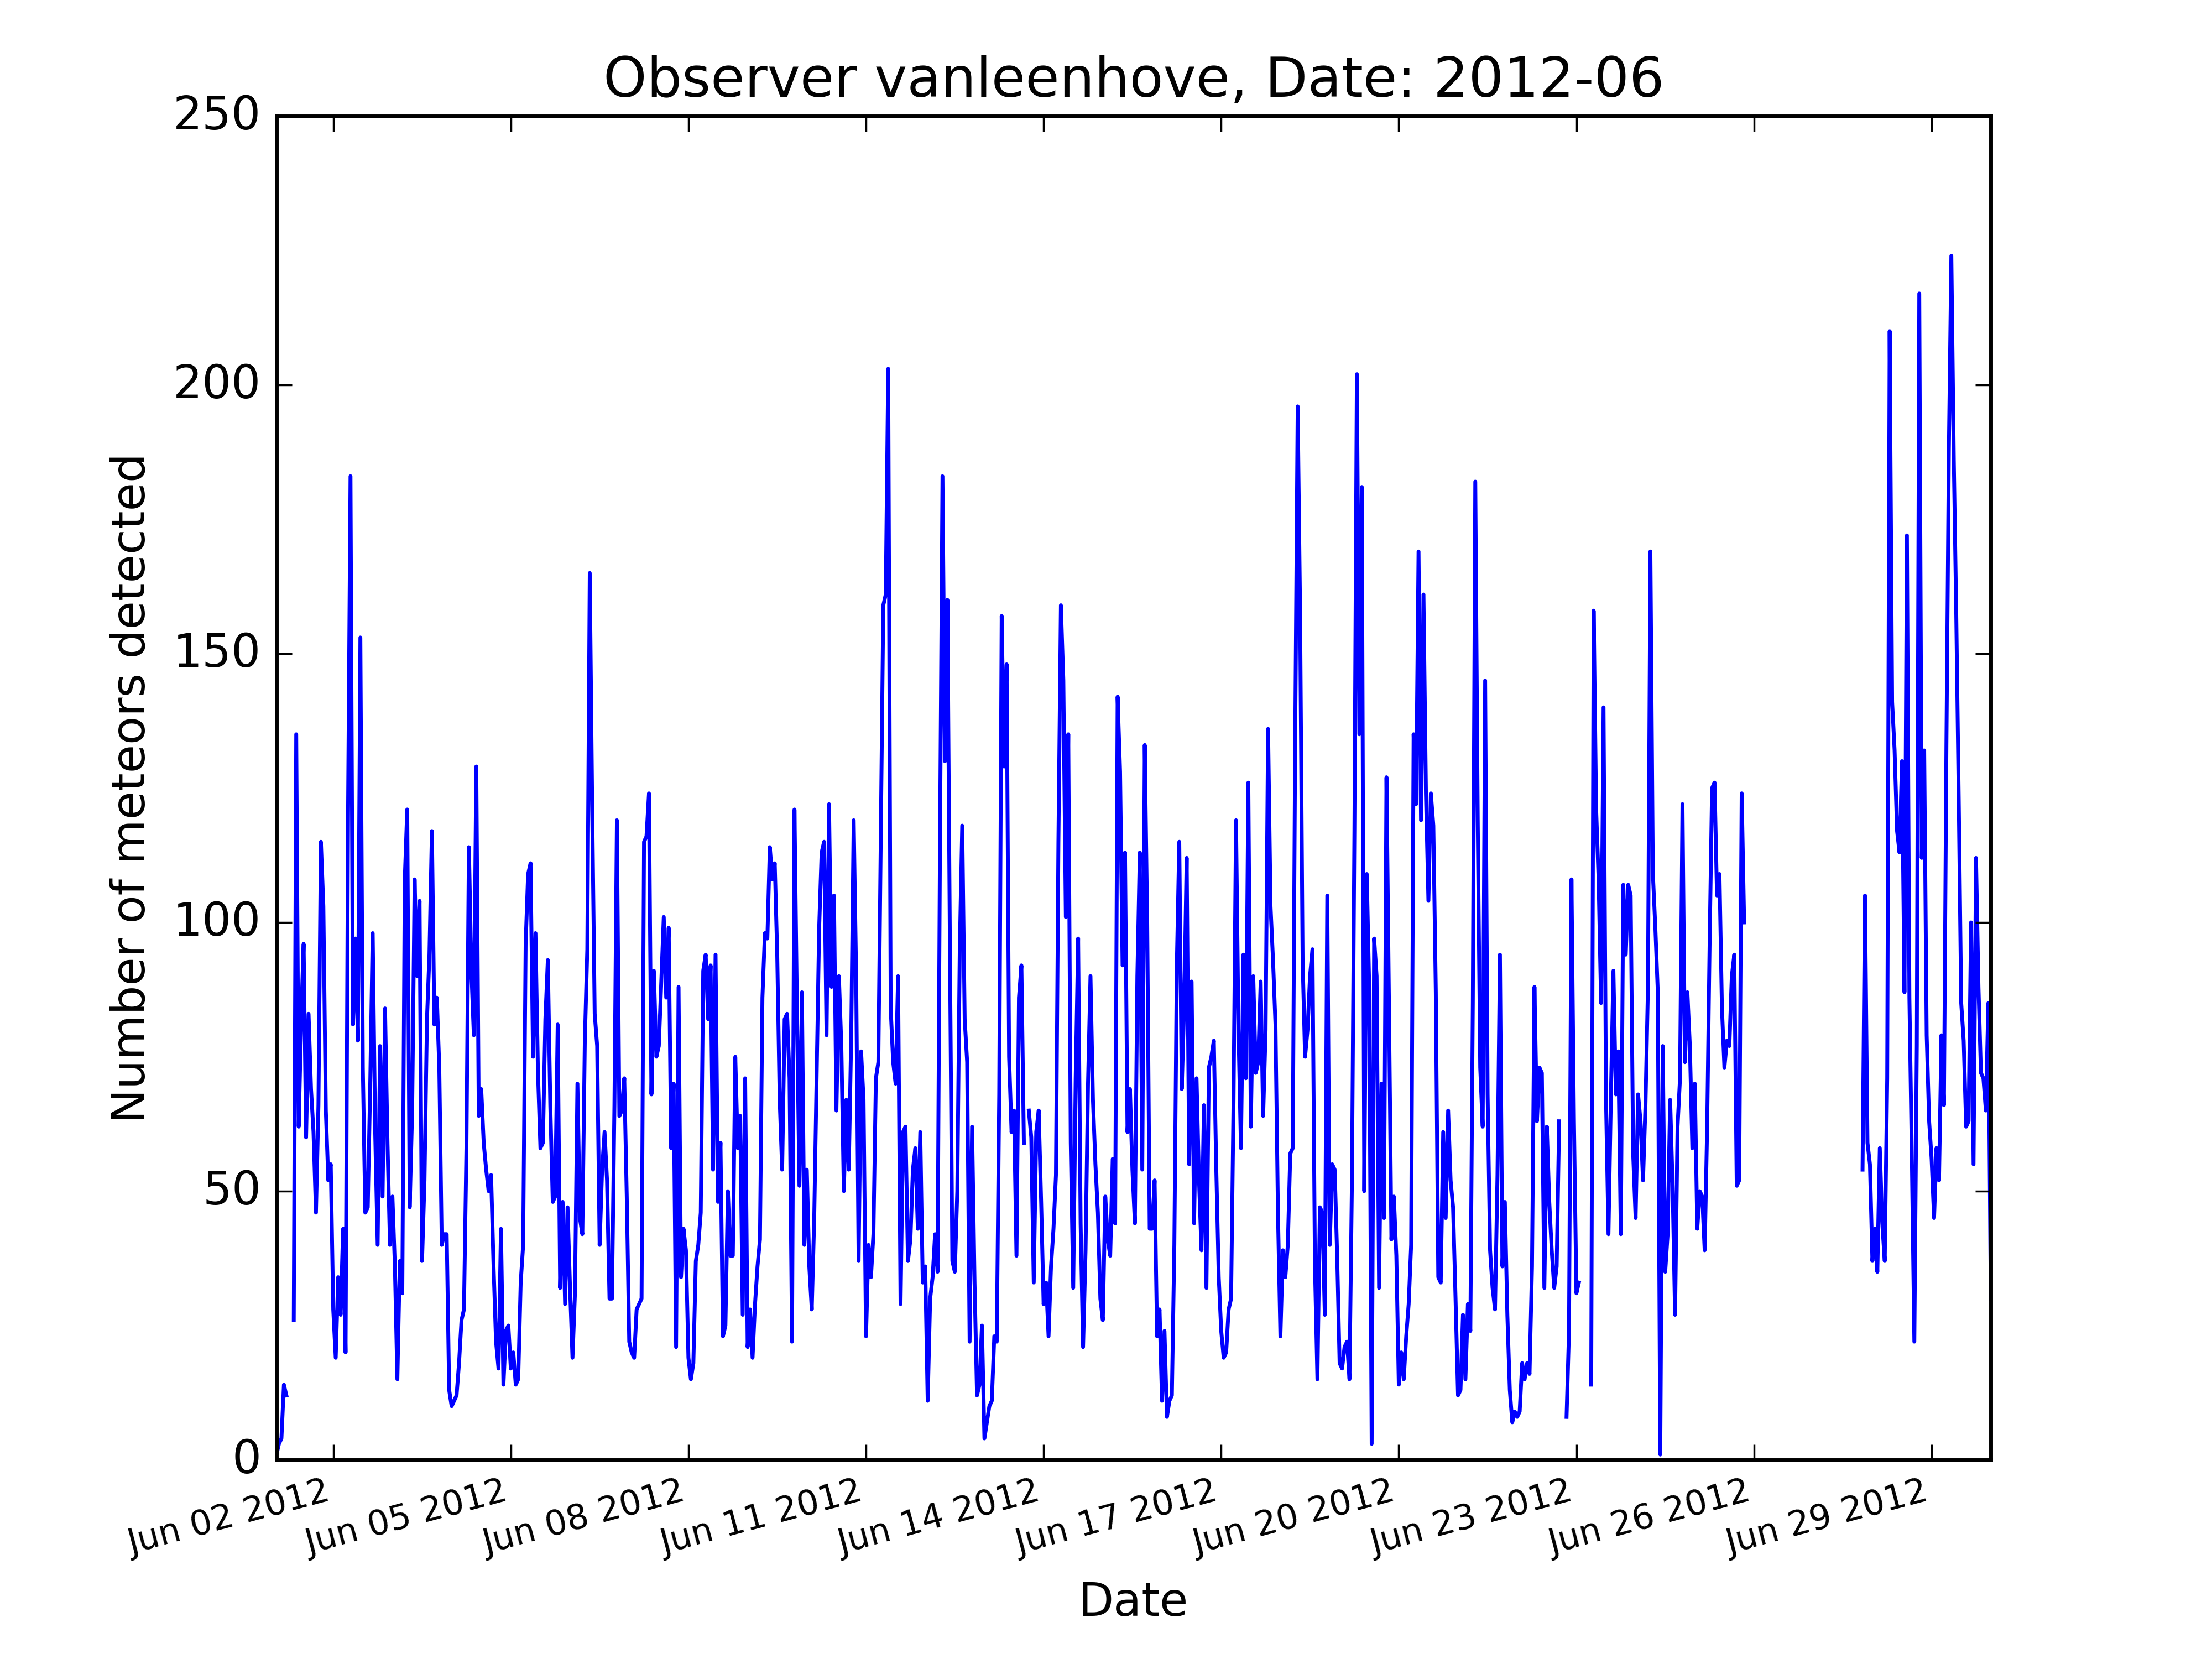 Observer vanleenhove, Date: 2012-06
250
200
150
100
50
0
Number of meteors detected
Jun 02 2012
Jun 05 2012
Jun 08 2012
Jun 11 2012
Jun 14 2012
Jun 17 2012
Jun 20 2012
Jun 23 2012
Jun 26 2012
Jun 29 2012
Date